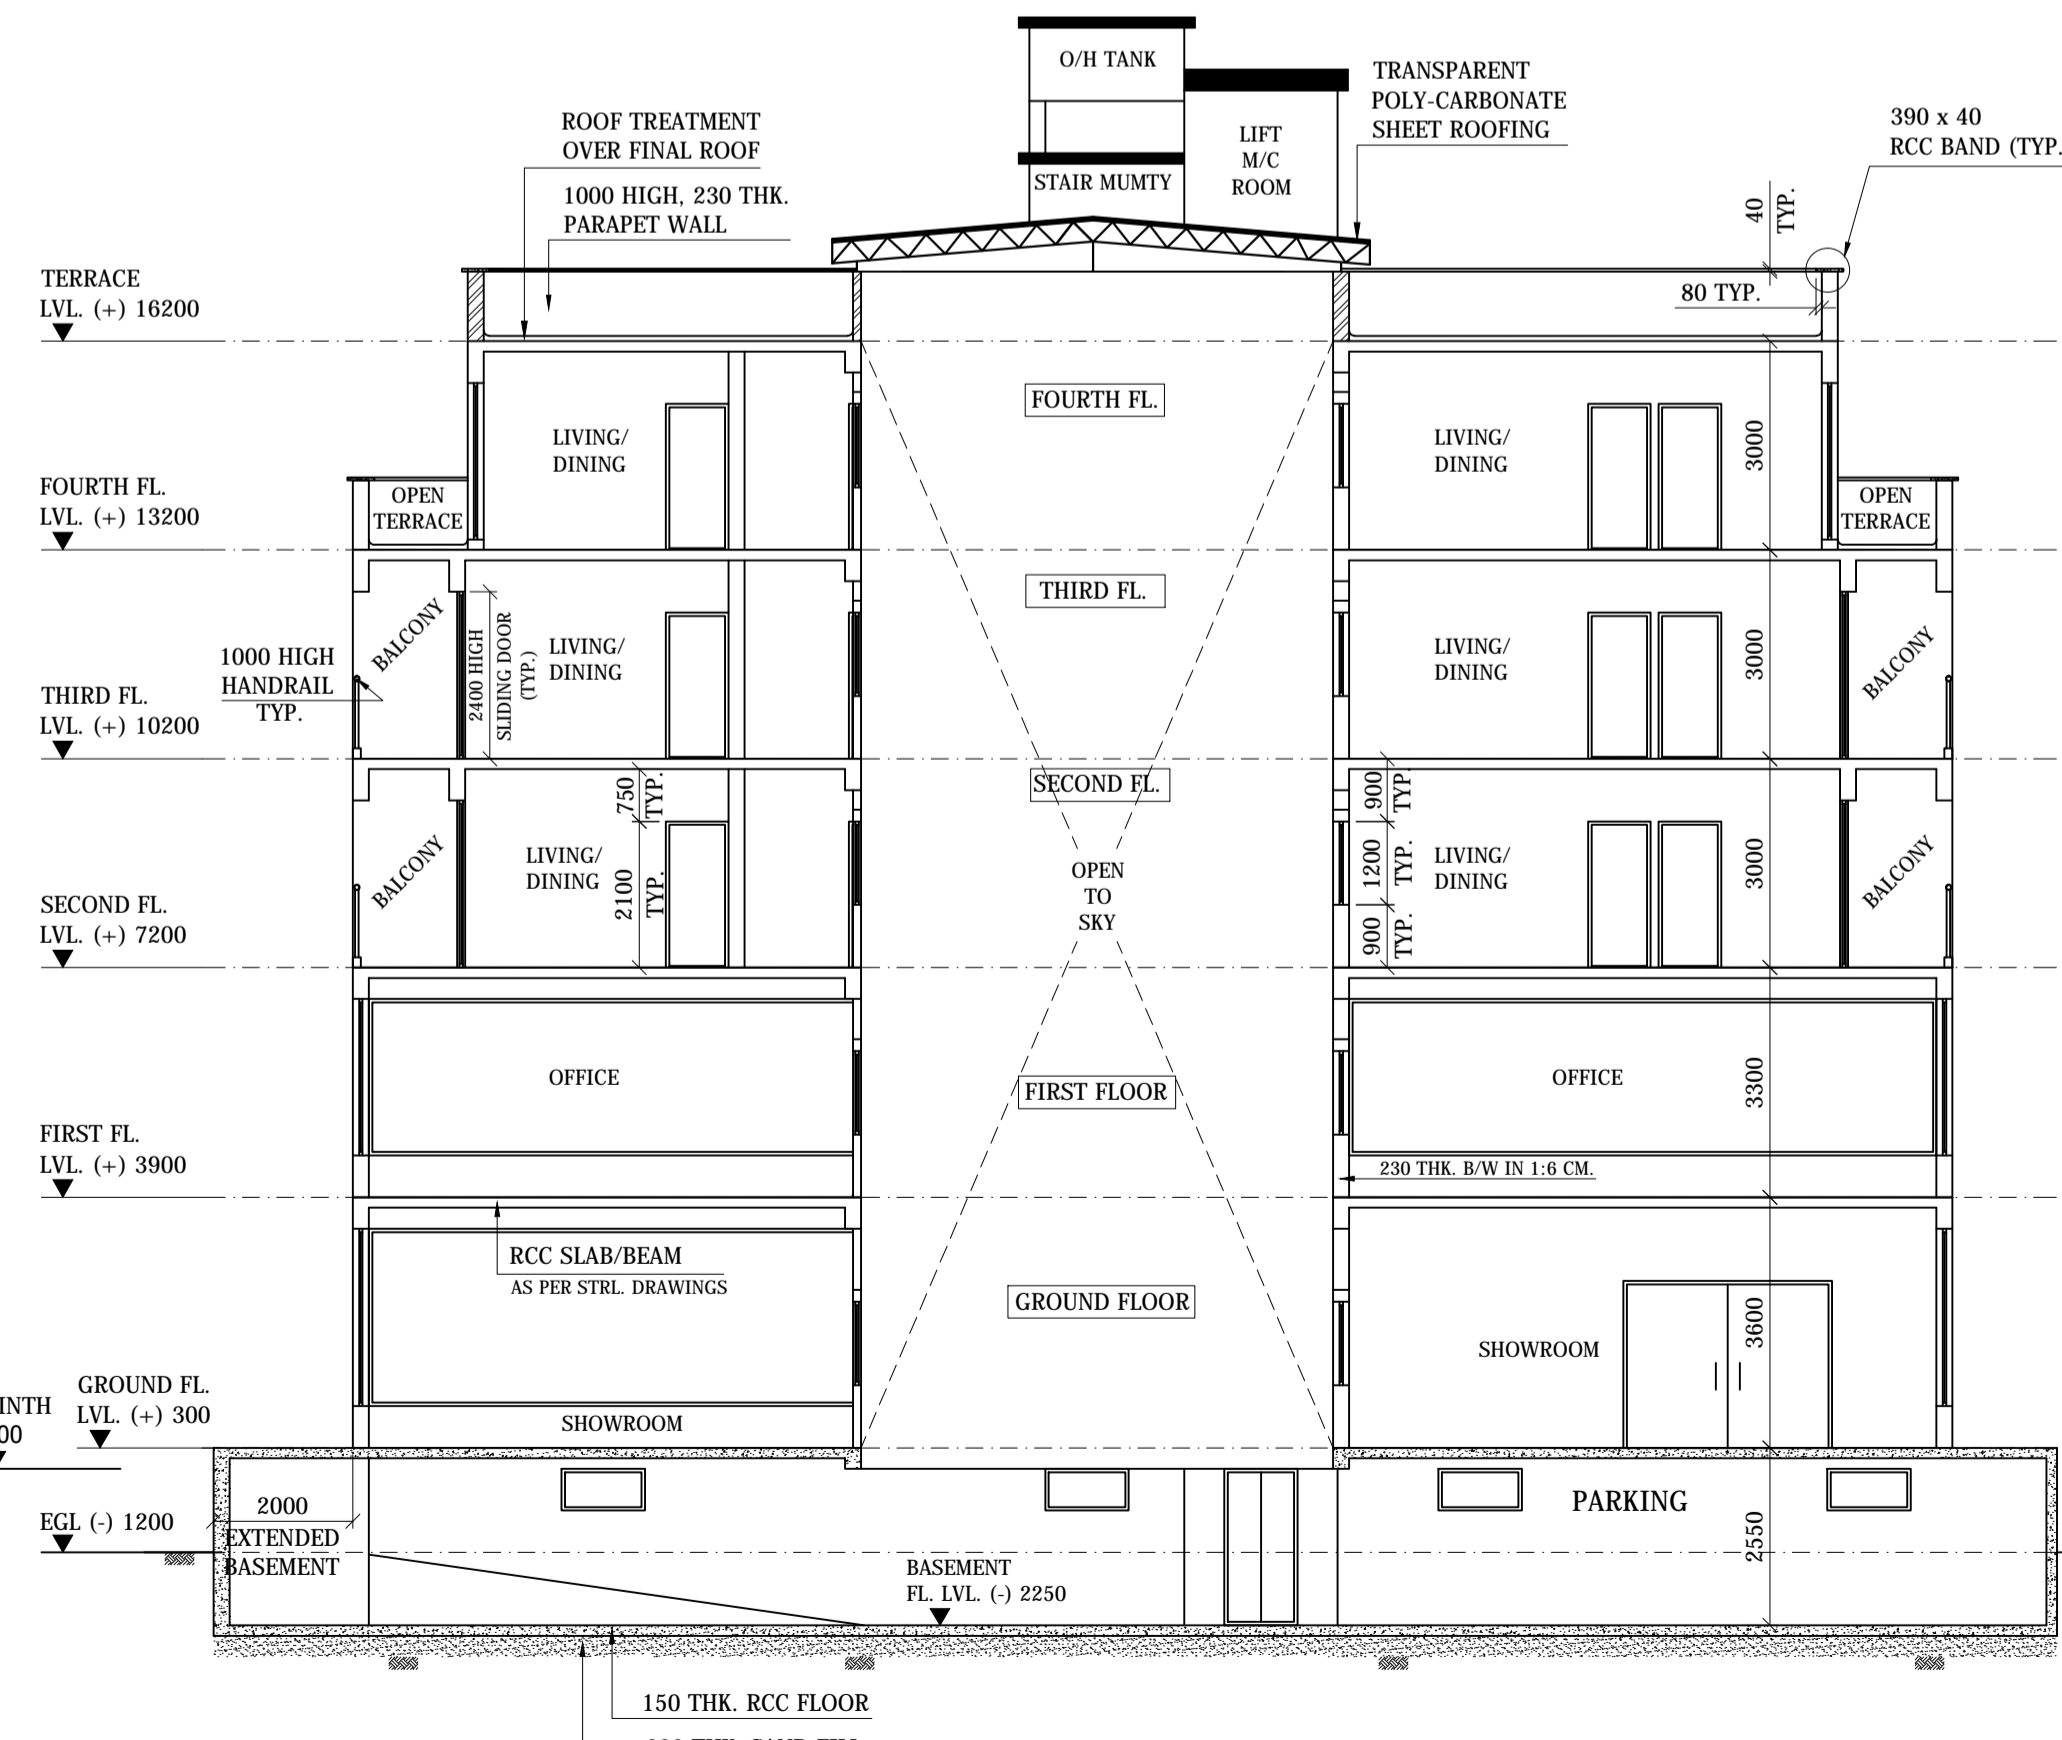 O/H TANK
STAIR MUMTY
LIFT
M/C
ROOM
TRANSPARENT
POLY-CARBONATE
SHEET ROOFING
390 x 40
RCC BAND (TYP.
ROOF TREATMENT
OVER FINAL ROOF
1000 HIGH, 230 THK.
PARAPET WALL
40
TYP.
80 TYP.
TERRACE
LVL. (+) 16200
FOURTH FL.
LIVING/
DINING
LIVING/
DINING
3000
FOURTH FL.
LVL. (+) 13200
OPEN
TERRACE
OPEN
TERRACE
THIRD FL.
BALCONY
2400 HIGH
SLIDING DOOR
(TYP.)
LIVING/
DINING
LIVING/
DINING
3000
BALCONY
1000 HIGH
HANDRAIL
TYP.
THIRD FL.
LVL. (+) 10200
SECOND FL.
750
TYP.
2100
TYP.
BALCONY
LIVING/
DINING
OPEN
TO
SKY
900
TYP.
1200
TYP.
900
TYP.
LIVING/
DINING
3000
BALCONY
SECOND FL.
LVL. (+) 7200
OFFICE
FIRST FLOOR
OFFICE
3300
FIRST FL.
LVL. (+) 3900
230 THK. B/W IN 1:6 CM.
RCC SLAB/BEAM
AS PER STRL. DRAWINGS
GROUND FLOOR
SHOWROOM
3600
GROUND FL.
LVL. (+) 300
SHOWROOM
INTH
00
2000
EXTENDED
BASEMENT
EGL (-) 1200
PARKING
2550
BASEMENT
FL. LVL. (-) 2250
150 THK. RCC FLOOR